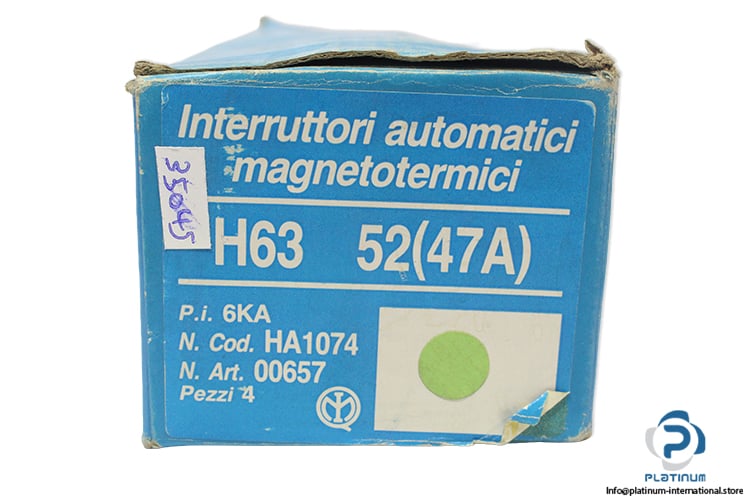 Interruttori automatici
magnetotermici
35045
H63 52(47A)
P.i. 6KA
N. Cod. HA1074
N. Art. 00657
Pezzi 4
PLATINUM
Info@platinum-international.store